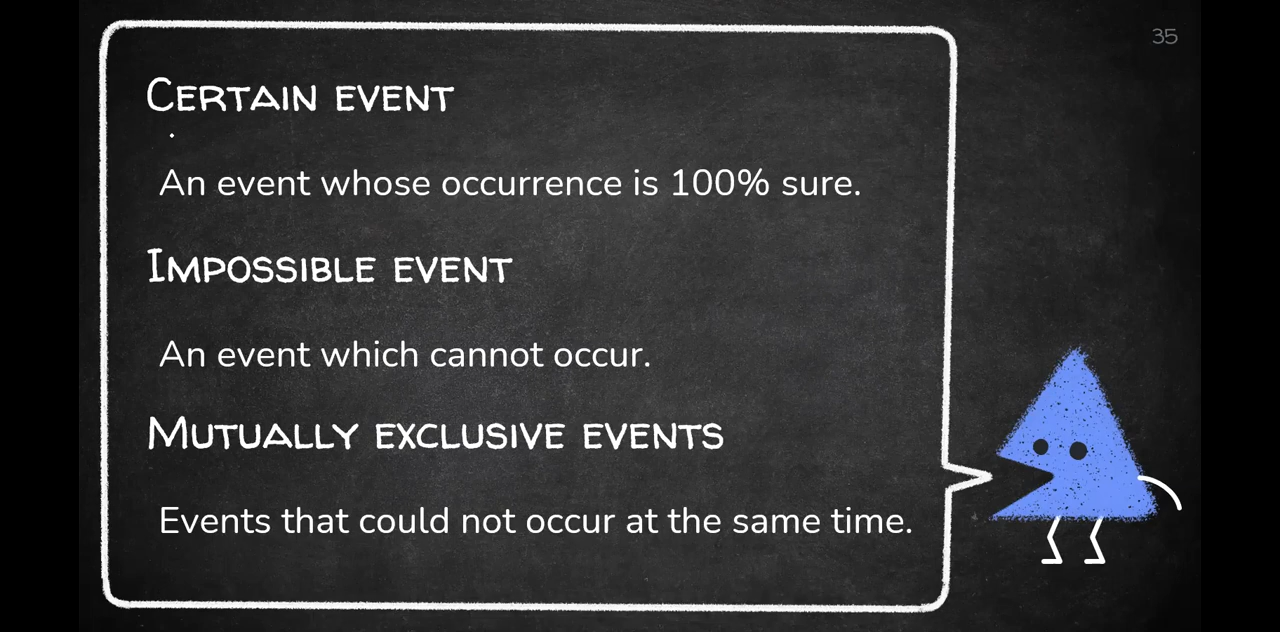 35
Certain event
An event whose occurrence is 100% sure.
Impossible event
An event which cannot occur.
Mutually exclusive events
Events that could not occur at the same time.